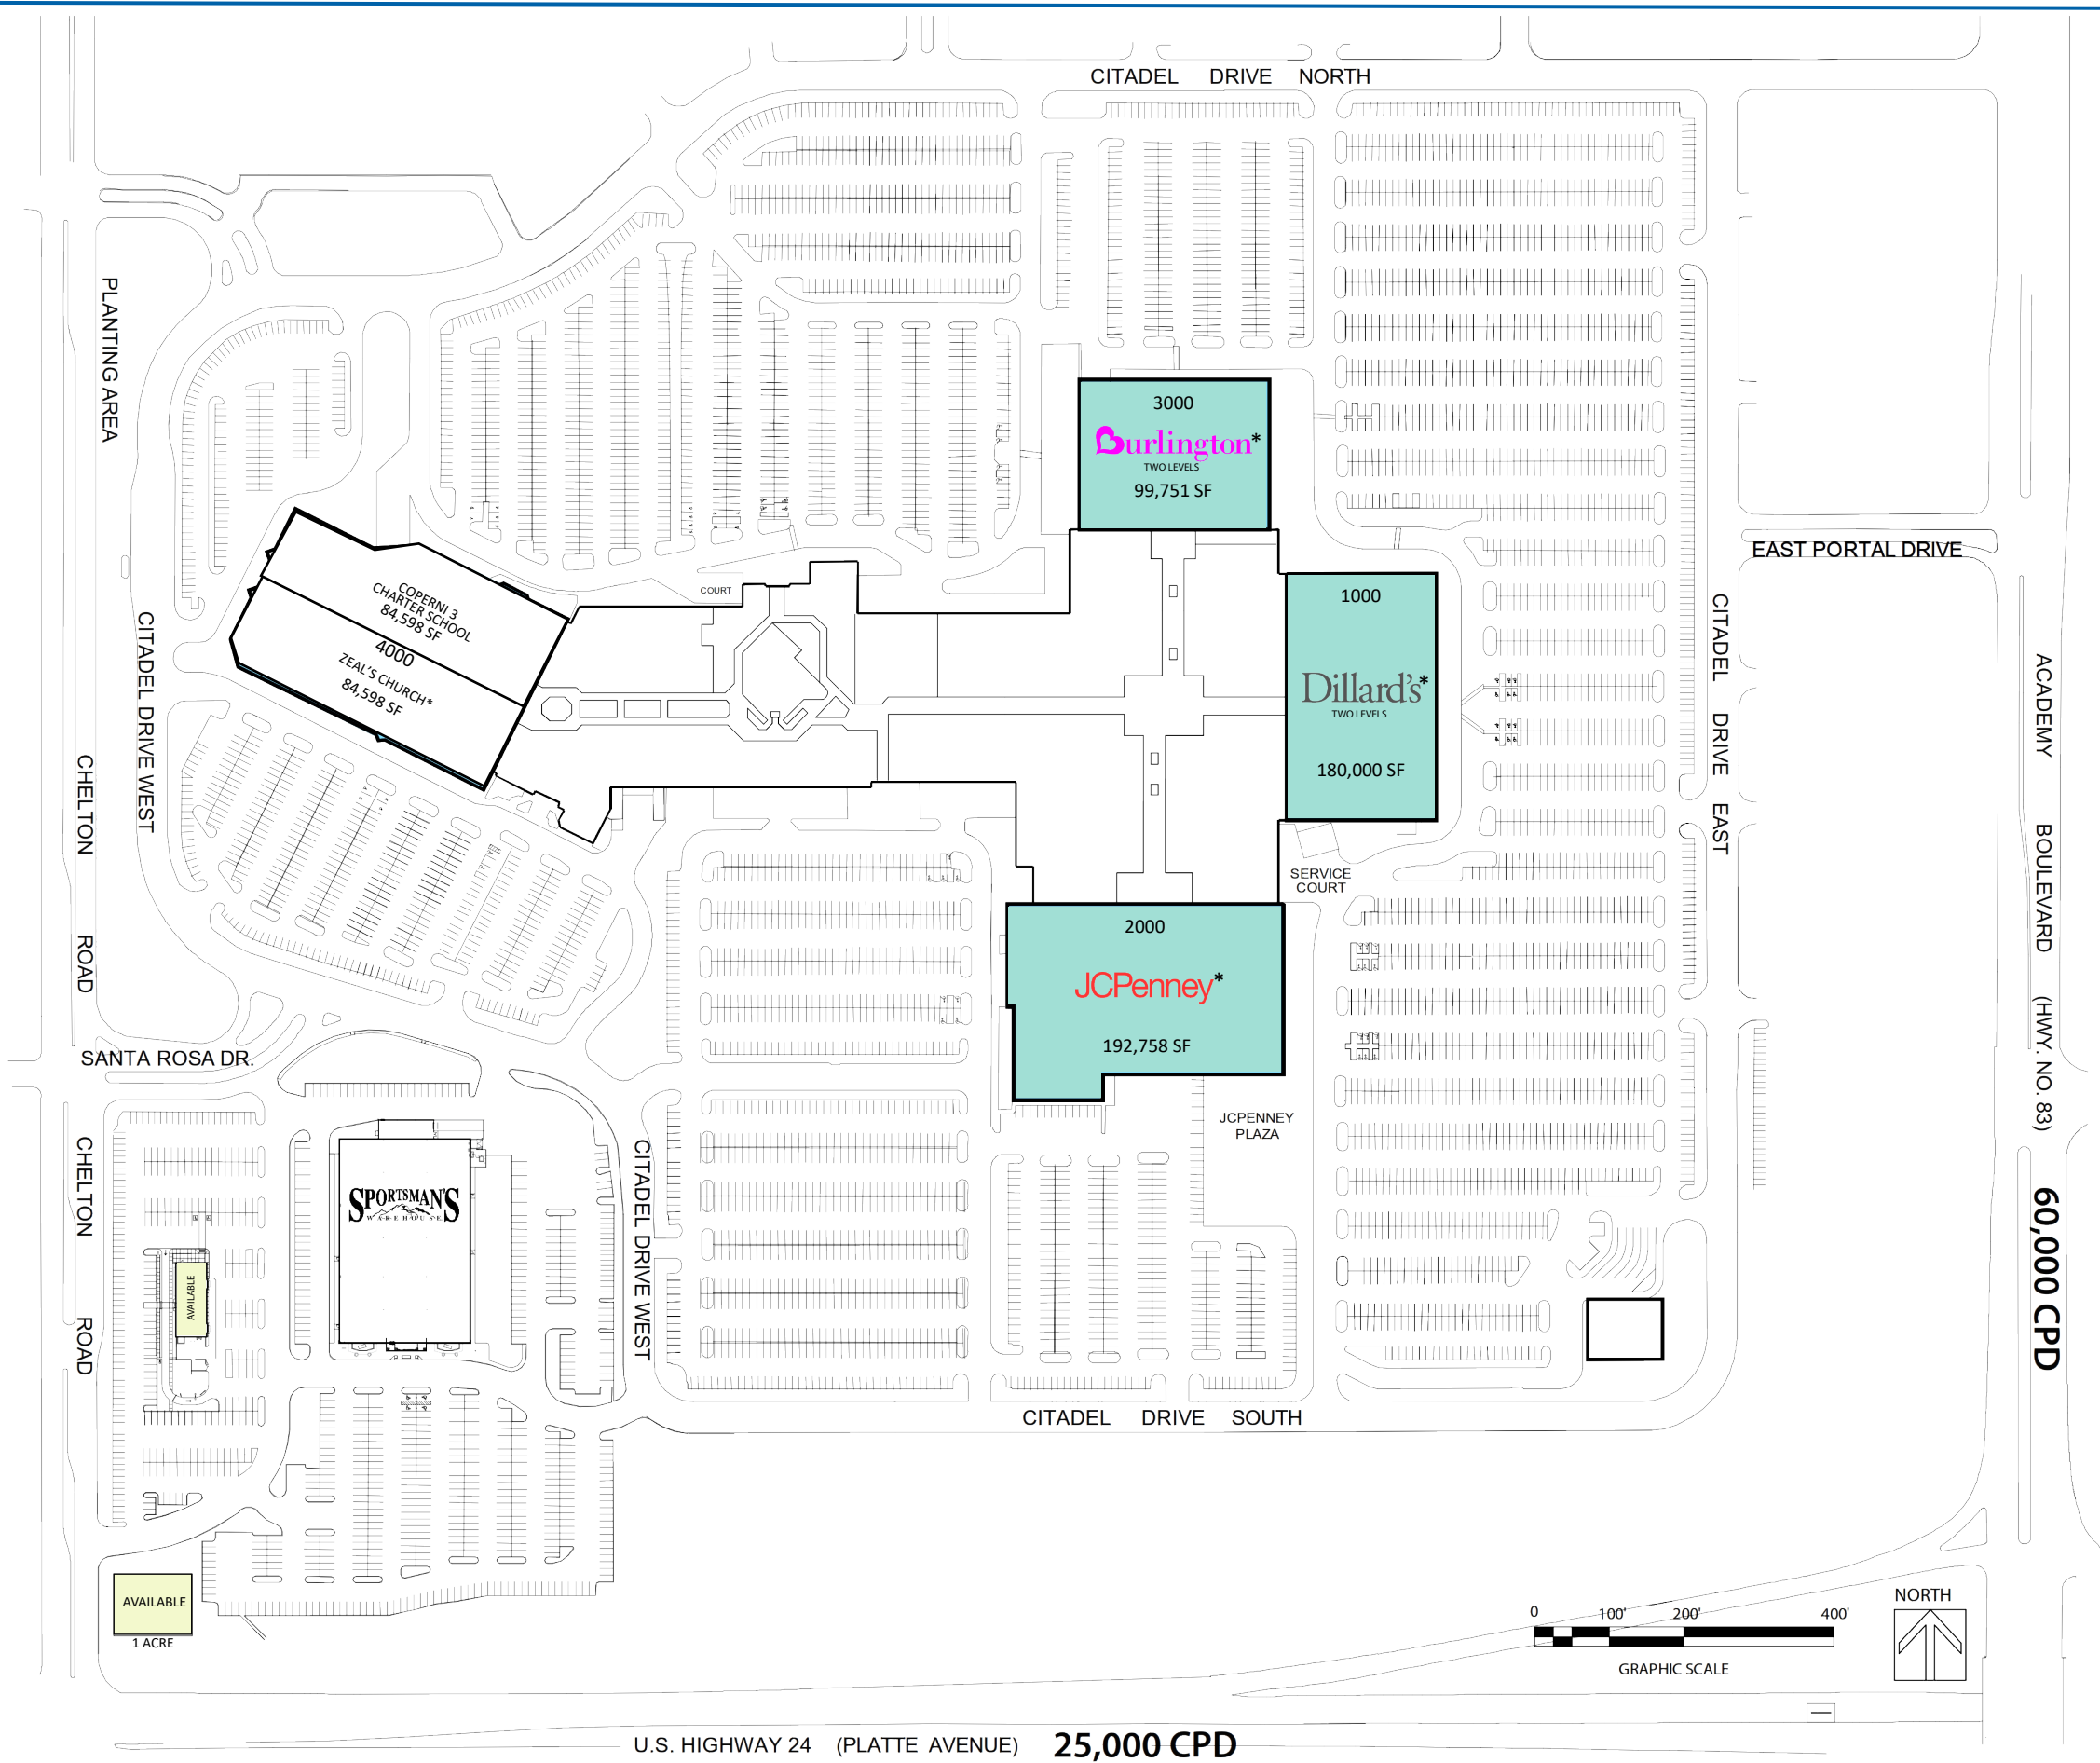 CITADEL DRIVE NORTH
PLANTING AREA
3000
Burlington*
TWO LEVELS
99,751 SF
EAST PORTAL DRIVE
COURT
1000
Dillard's*
TWO LEVELS
180,000 SF
COPERNI 3
CHARTER SCHOOL
84,598 SF
4000
ZEAL'S CHURCH*
84,598 SF
CITADEL DRIVE WEST
CITADEL DRIVE EAST
ACADEMY BOULEVARD (HWY. NO. 83)
60,000 CPD
CHELTON ROAD
SERVICE
COURT
2000
JCPenney*
192,758 SF
SANTA ROSA DR.
JCPENNEY
PLAZA
CHELTON ROAD
SPORTSMAN'S
WAREHOUSE
CITADEL DRIVE WEST
AVAILABLE
CITADEL DRIVE SOUTH
AVAILABLE
1 ACRE
0 100' 200' 400'
GRAPHIC SCALE
NORTH
U.S. HIGHWAY 24 (PLATTE AVENUE) 25,000 CPD